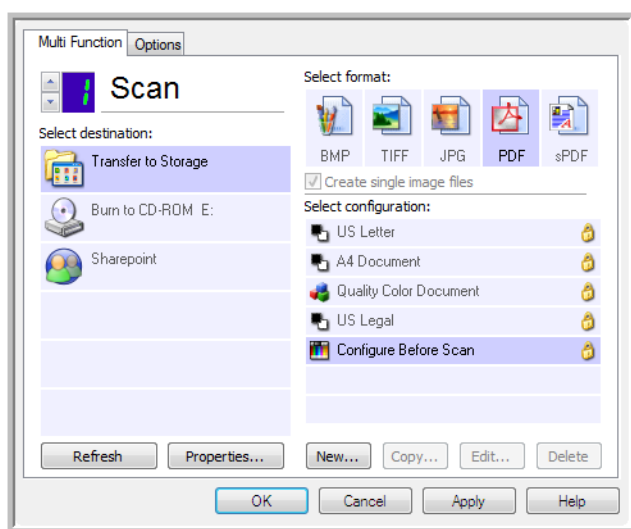 Multi Function Options
1 Scan
Select destination:
Transfer to Storage
Burn to CD-ROM E:
Sharepoint
Refresh Properties...
Select format:
BMP TIFF JPG PDF sPDF
Create single image files
Select configuration:
US Letter
A4 Document
Quality Color Document
US Legal
Configure Before Scan
New... Copy... Edit... Delete
OK Cancel Apply Help